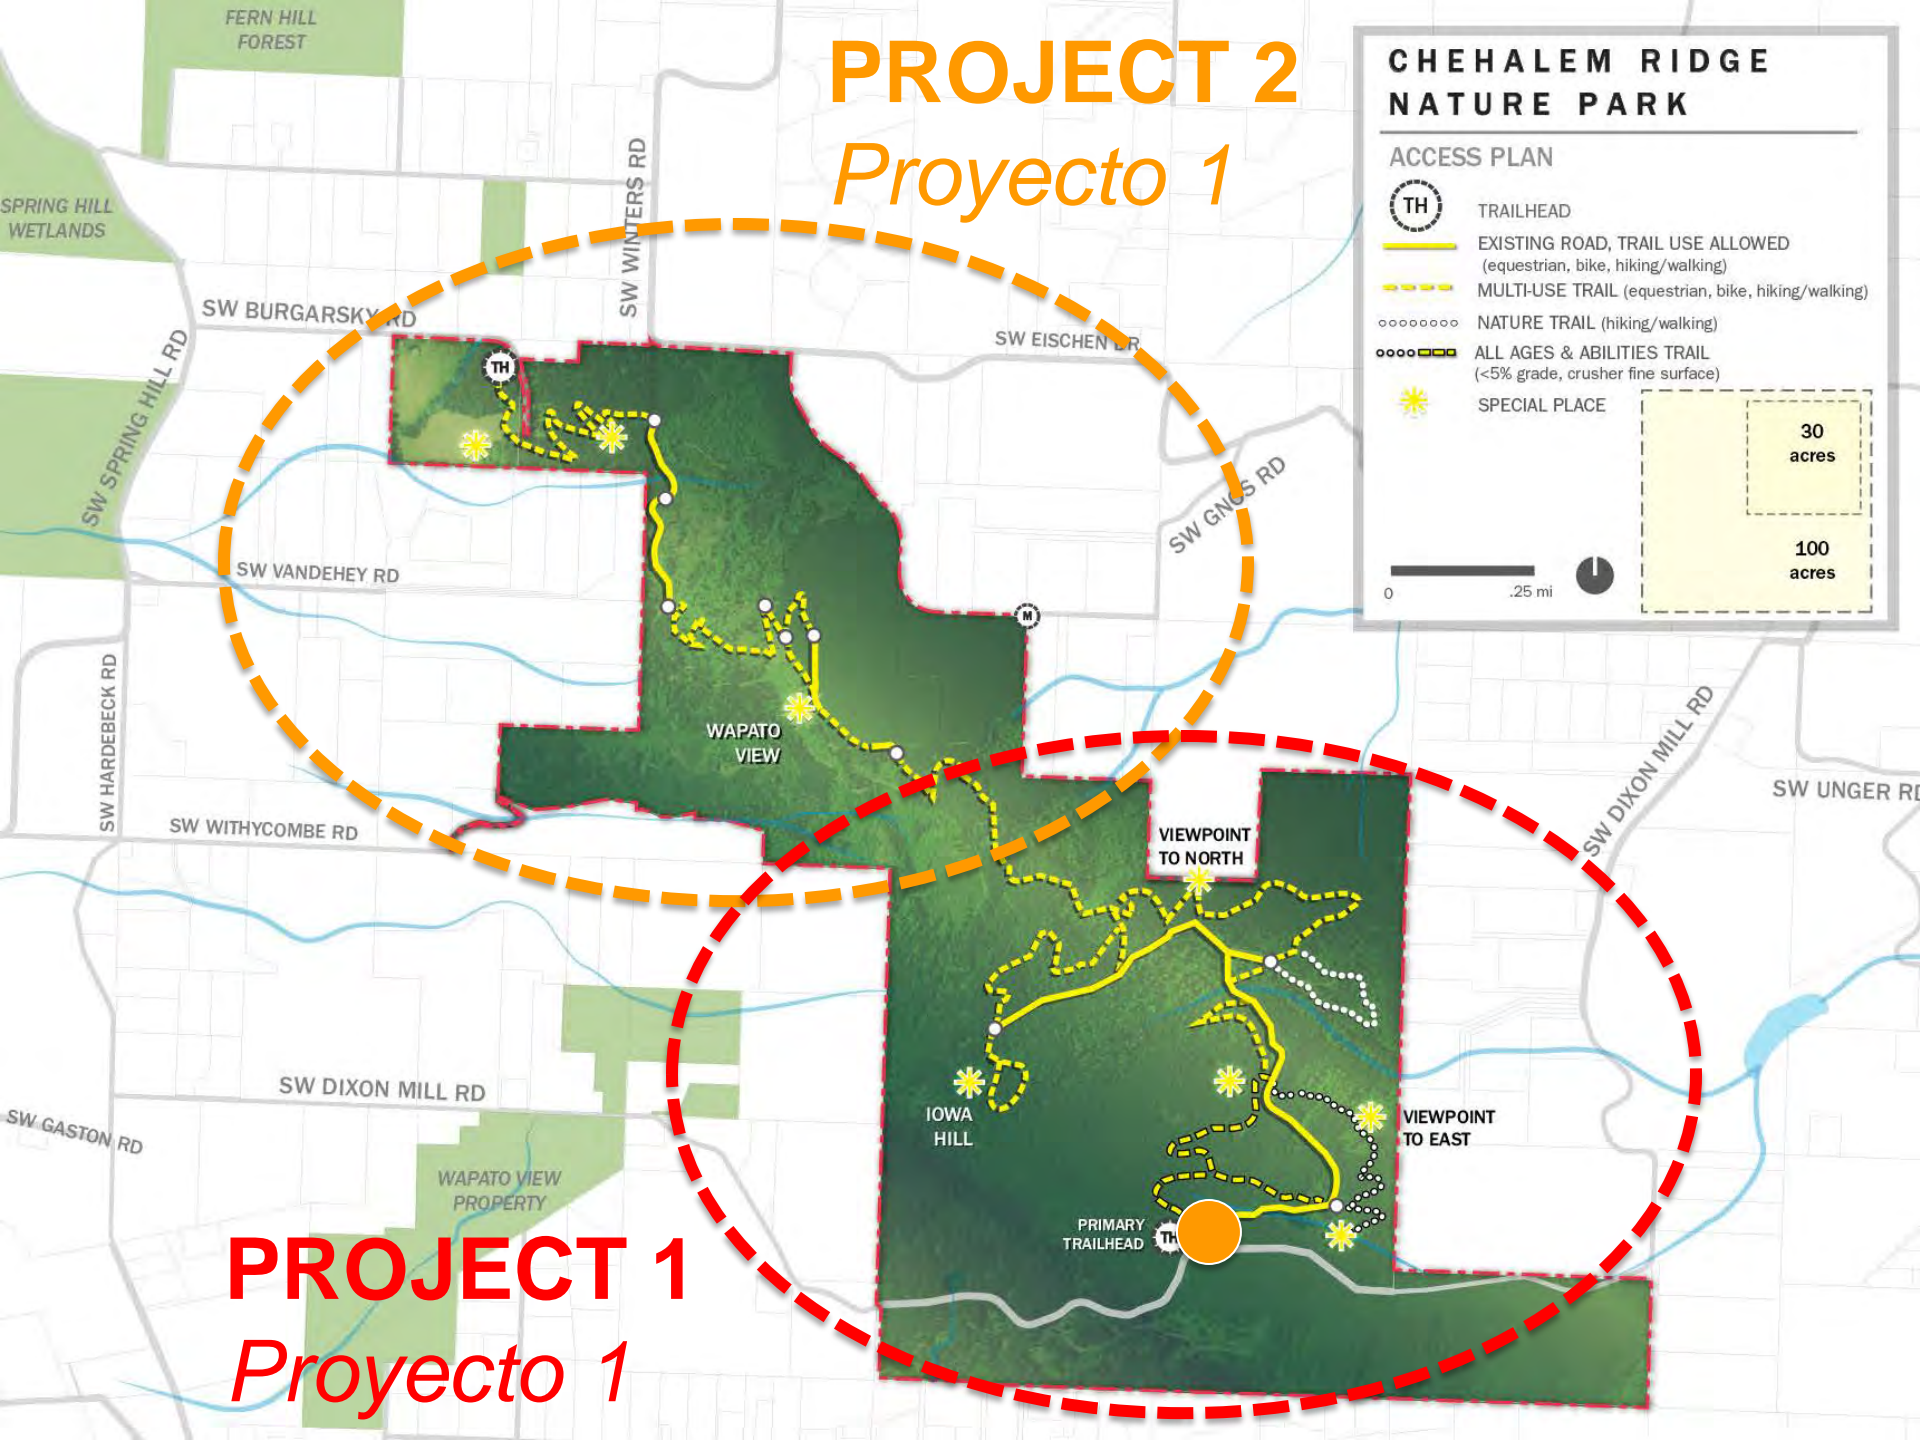 FERN HILL
FOREST
PROJECT 2
Proyecto 1
CHEHALEM RIDGE
NATURE PARK
ACCESS PLAN
TH
TRAILHEAD
EXISTING ROAD, TRAIL USE ALLOWED
(equestrian, bike, hiking/walking)
MULTI-USE TRAIL (equestrian, bike, hiking/walking)
NATURE TRAIL (hiking/walking)
ALL AGES & ABILITIES TRAIL
(<5% grade, crusher fine surface)
SPECIAL PLACE
30
acres
100
acres
0
.25 mi
SPRING HILL
WETLANDS
SW WINTERS RD
SW BURGARSKY RD
SW EISCHEN DR
TH
SW SPRING HILL RD
SW GNOS RD
SW VANDEHEY RD
M
SW HARDEBECK RD
WAPATO
VIEW
SW DIXON MILL RD
SW UNGER RD
SW WITHYCOMBE RD
VIEWPOINT
TO NORTH
SW DIXON MILL RD
SW GASTON RD
IOWA
HILL
VIEWPOINT
TO EAST
WAPATO VIEW
PROPERTY
PRIMARY
TRAILHEAD
TH
PROJECT 1
Proyecto 1